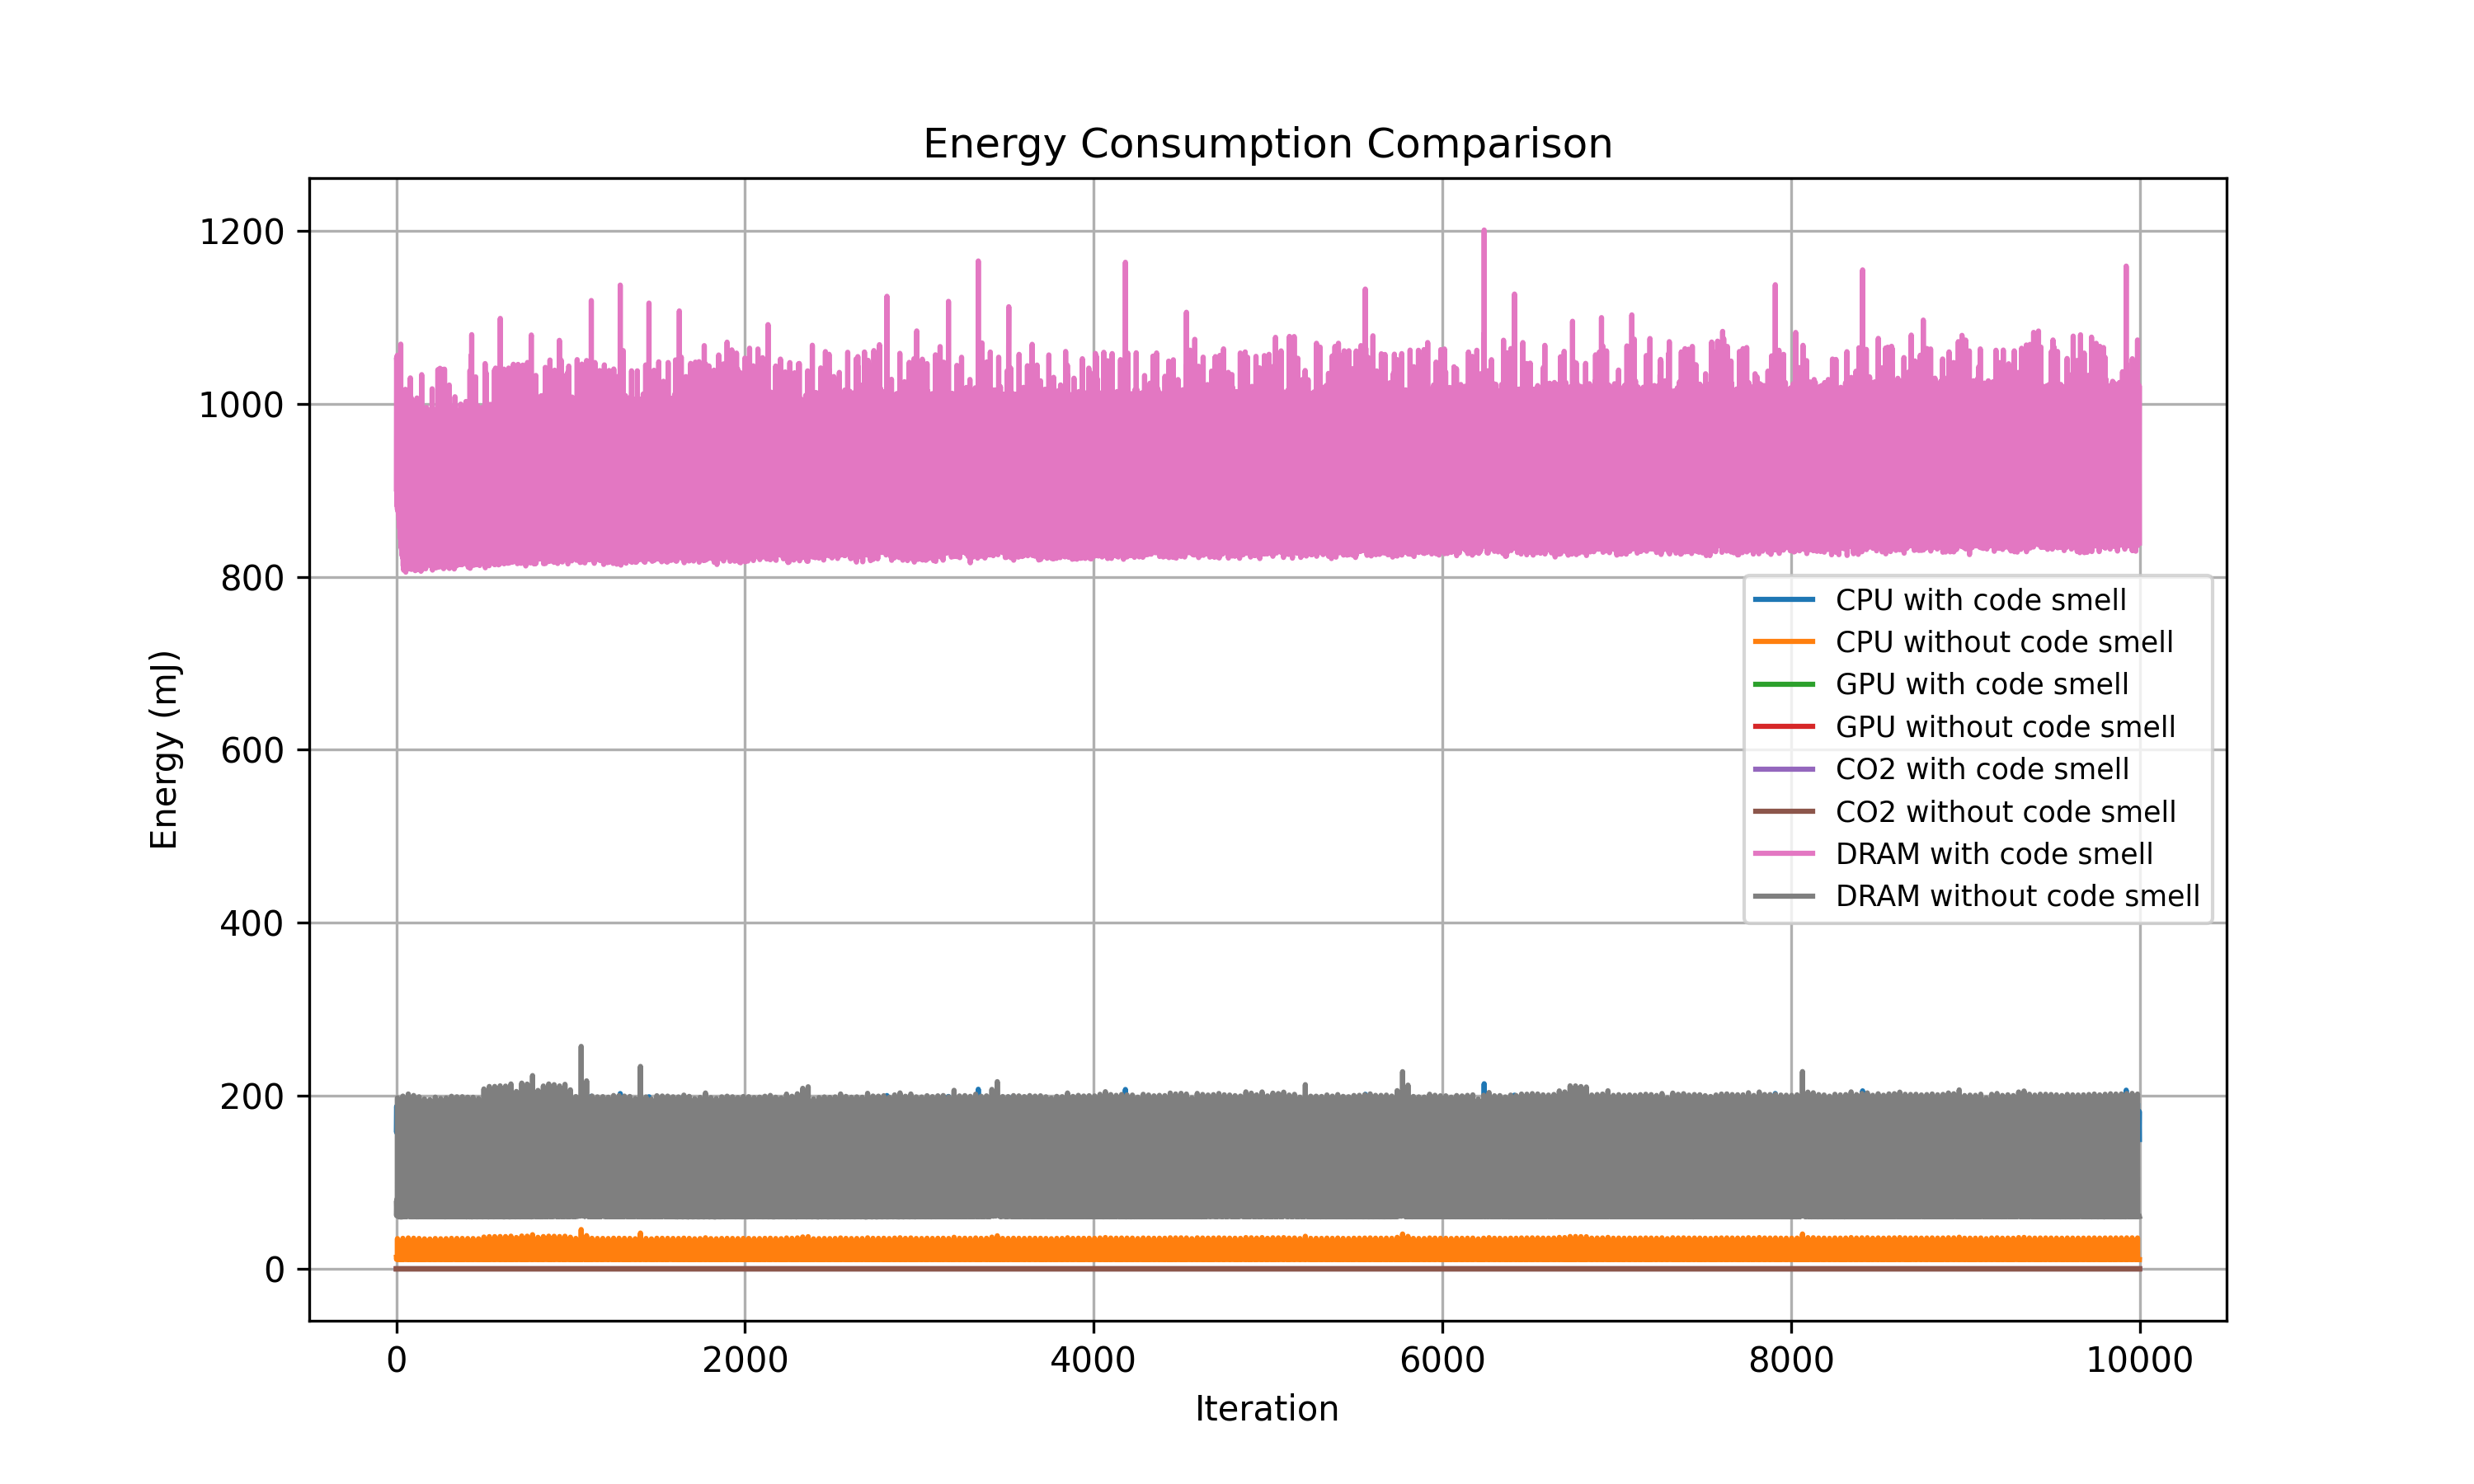 Energy Consumption Comparison
1200
1000
800
600
400
200
0
Energy (mJ)
CPU with code smell
CPU without code smell
GPU with code smell
GPU without code smell
CO2 with code smell
CO2 without code smell
DRAM with code smell
DRAM without code smell
0 2000 4000 6000 8000 10000
Iteration